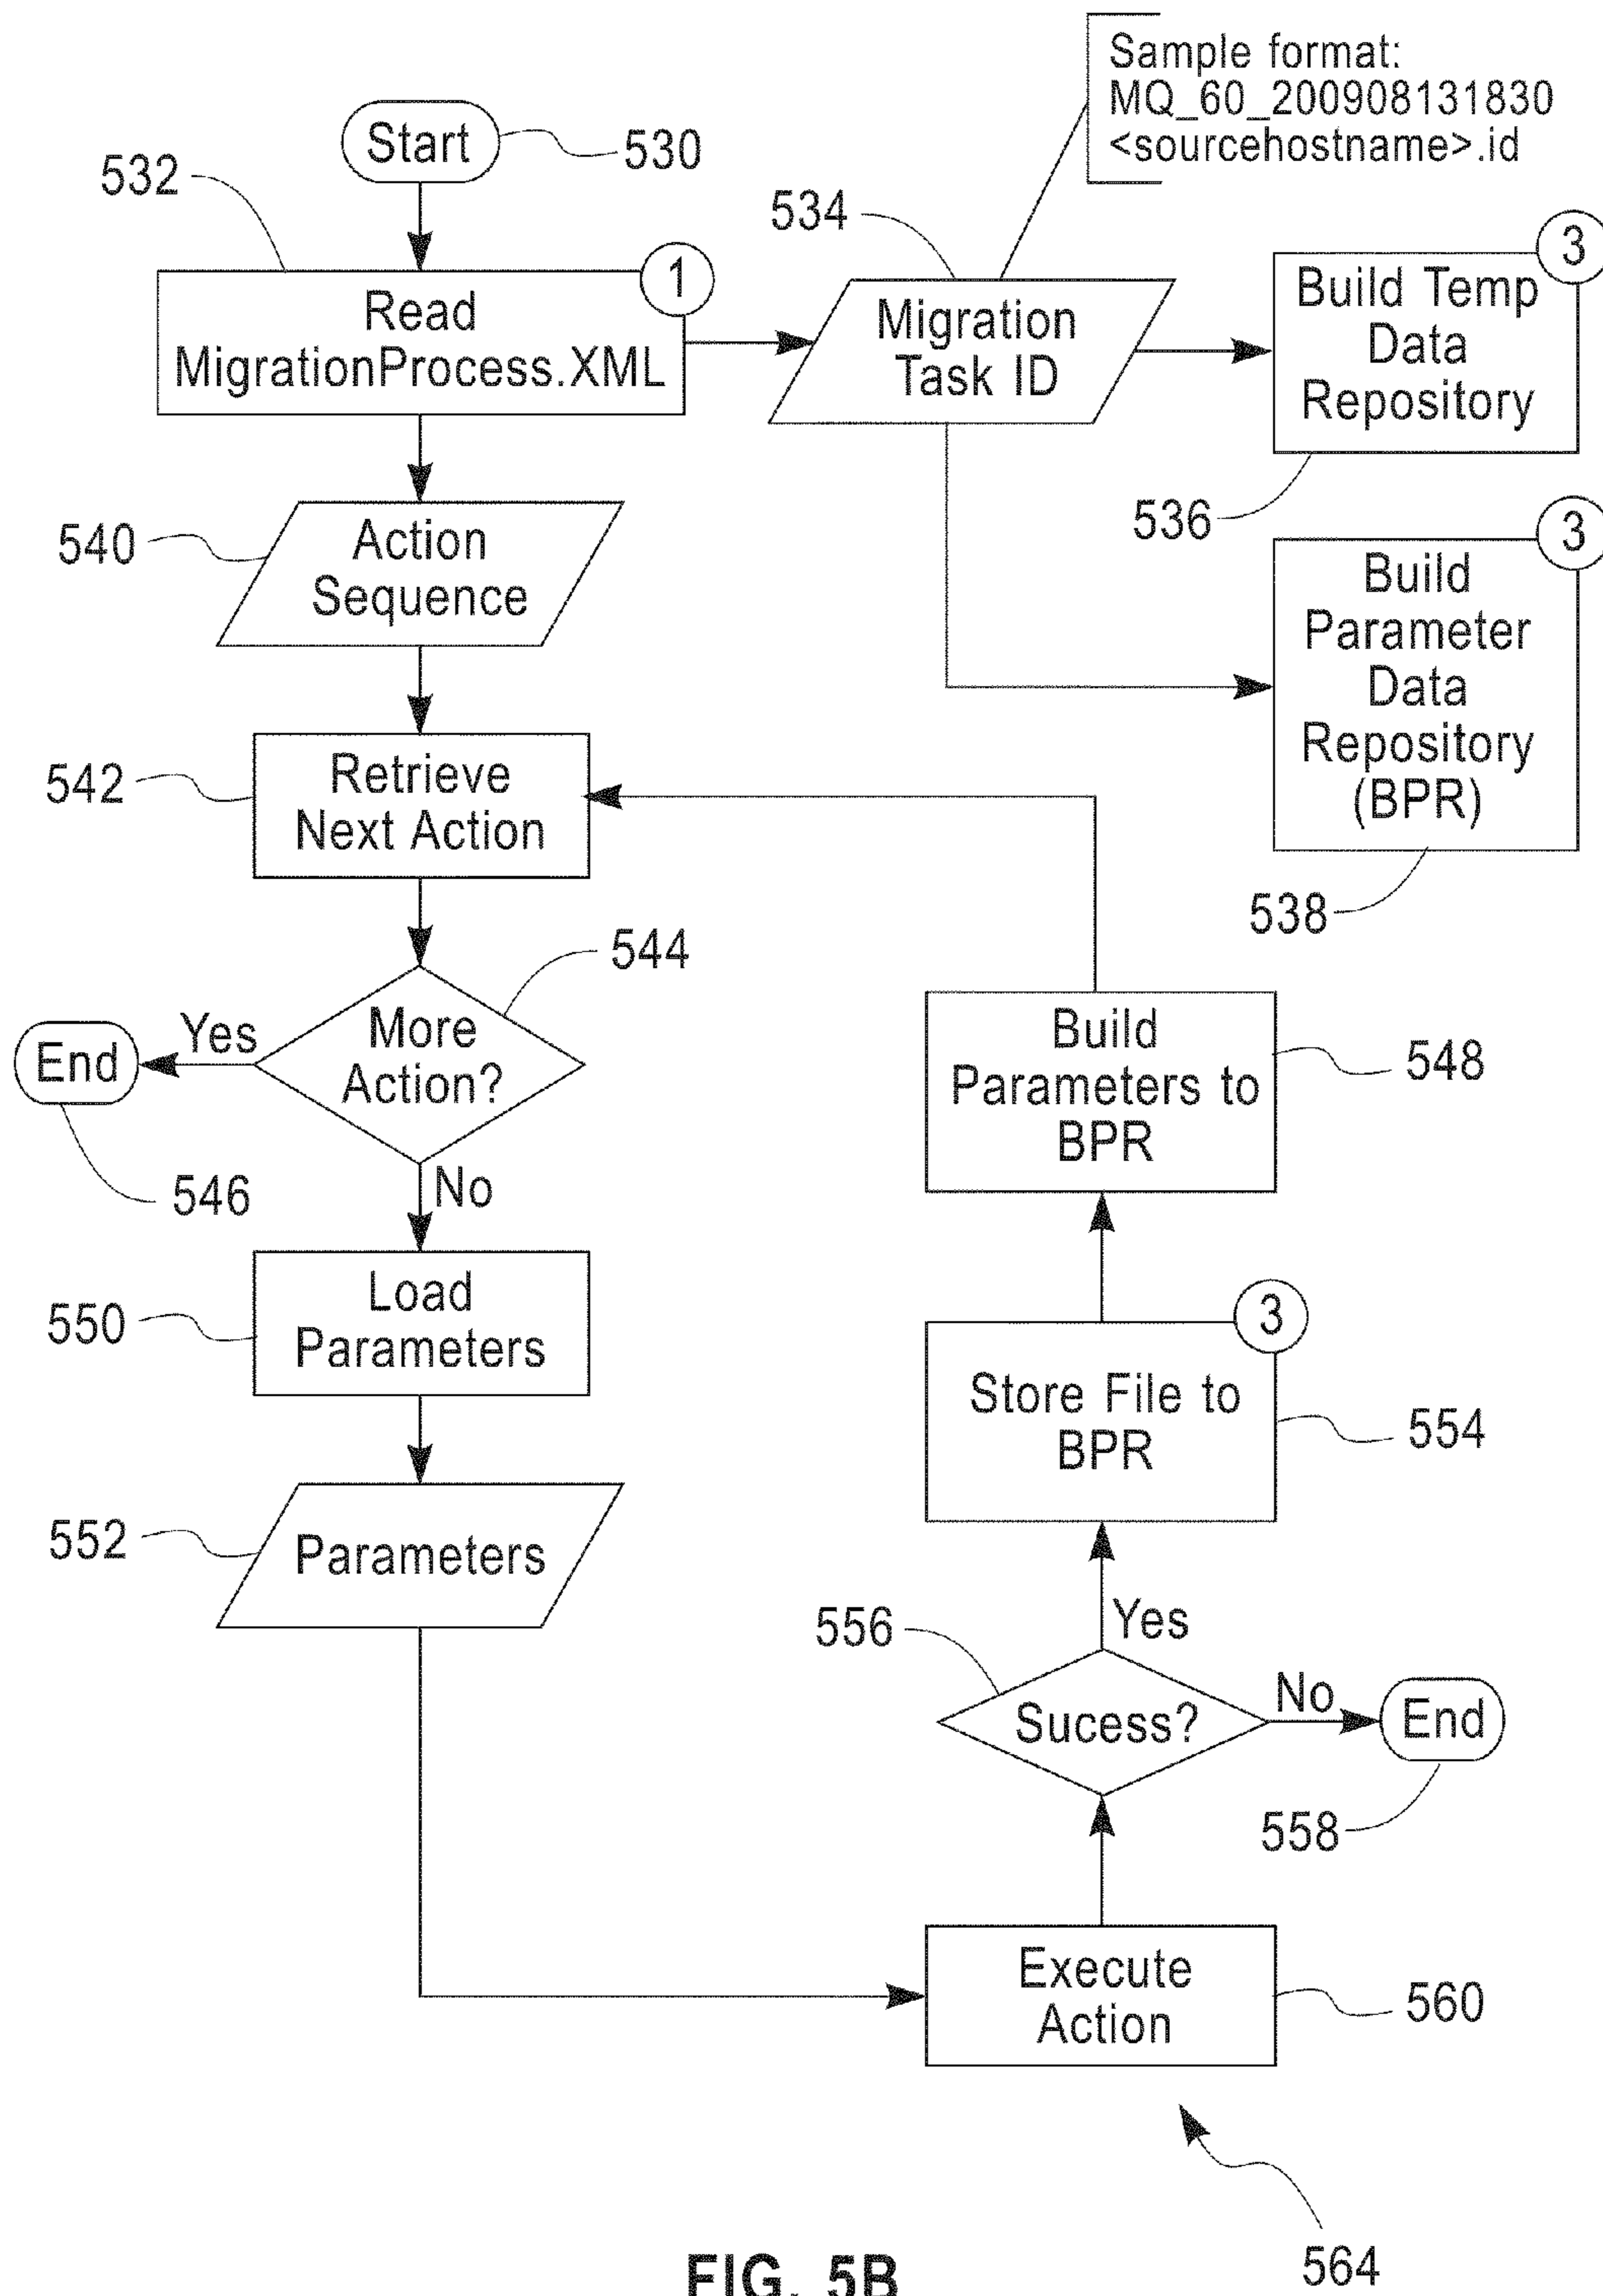 Sample format:
MQ_60_200908131830
<sourcehostname>.id
Start
530
532
534
1
Read
MigrationProcess.XML
Migration
Task ID
3
Build Temp
Data
Repository
536
3
Build
Parameter
Data
Repository
(BPR)
538
540
Action
Sequence
542
Retrieve
Next Action
544
More
Action?
Yes
End
546
No
550
Load
Parameters
552
Parameters
Build
Parameters to
BPR
548
3
Store File to
BPR
554
556
Yes
Sucess?
No
End
558
Execute
Action
560
564
FIG. 5B